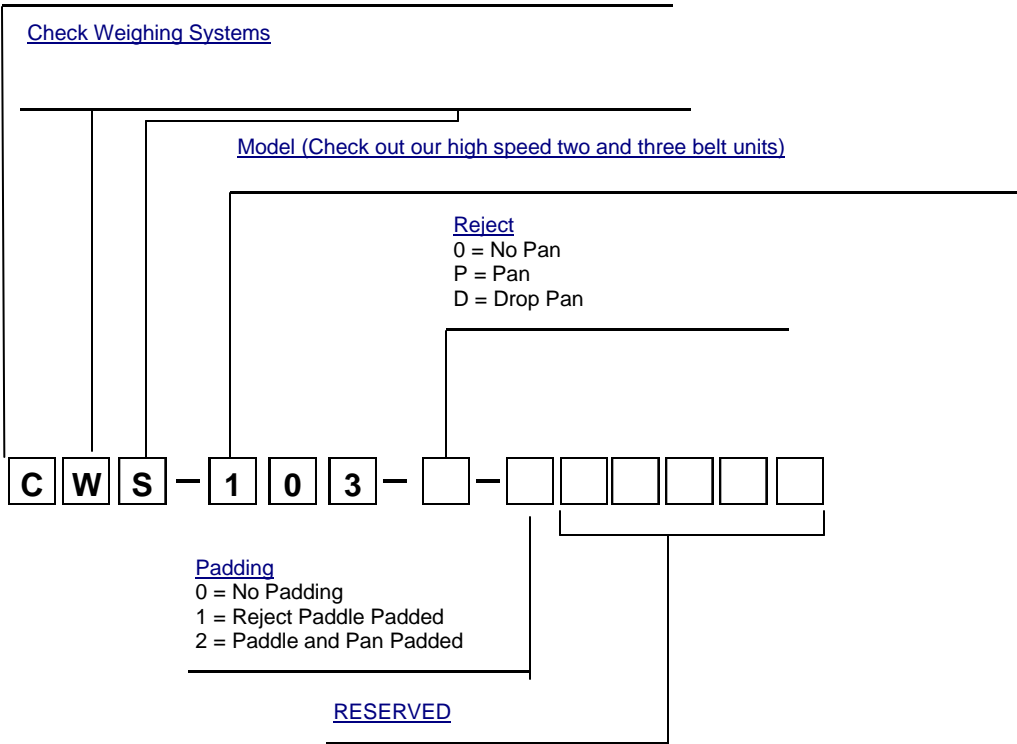 Check Weighing Systems
Model (Check out our high speed two and three belt units)
Reject
0 = No Pan
P = Pan
D = Drop Pan
C W S - 1 0 3 - -
Padding
0 = No Padding
1 = Reject Paddle Padded
2 = Paddle and Pan Padded
RESERVED